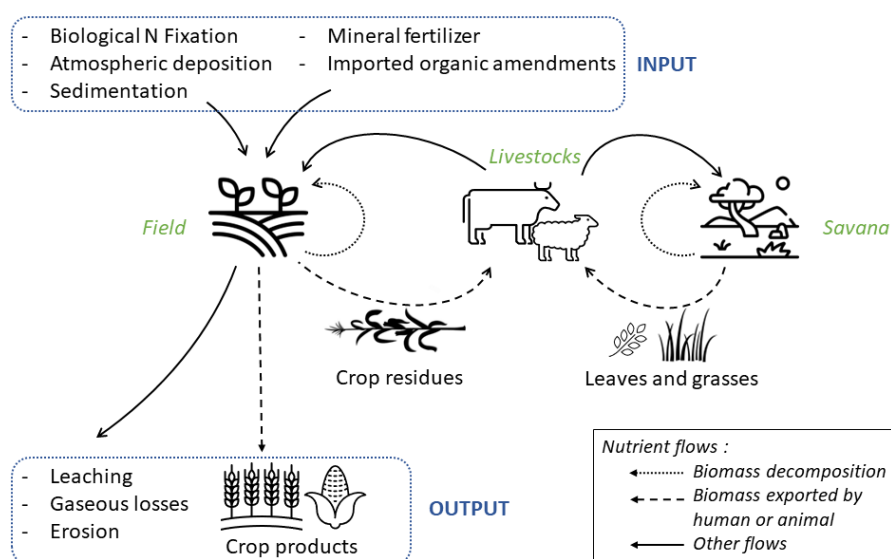 - Biological N Fixation
- Atmospheric deposition
- Sedimentation
- Mineral fertilizer
- Imported organic amendments
INPUT
Livestocks
Field
Savana
Crop residues
Leaves and grasses
- Leaching
- Gaseous losses
- Erosion
Crop products
OUTPUT
Nutrient flows :
Biomass decomposition
Biomass exported by
human or animal
Other flows